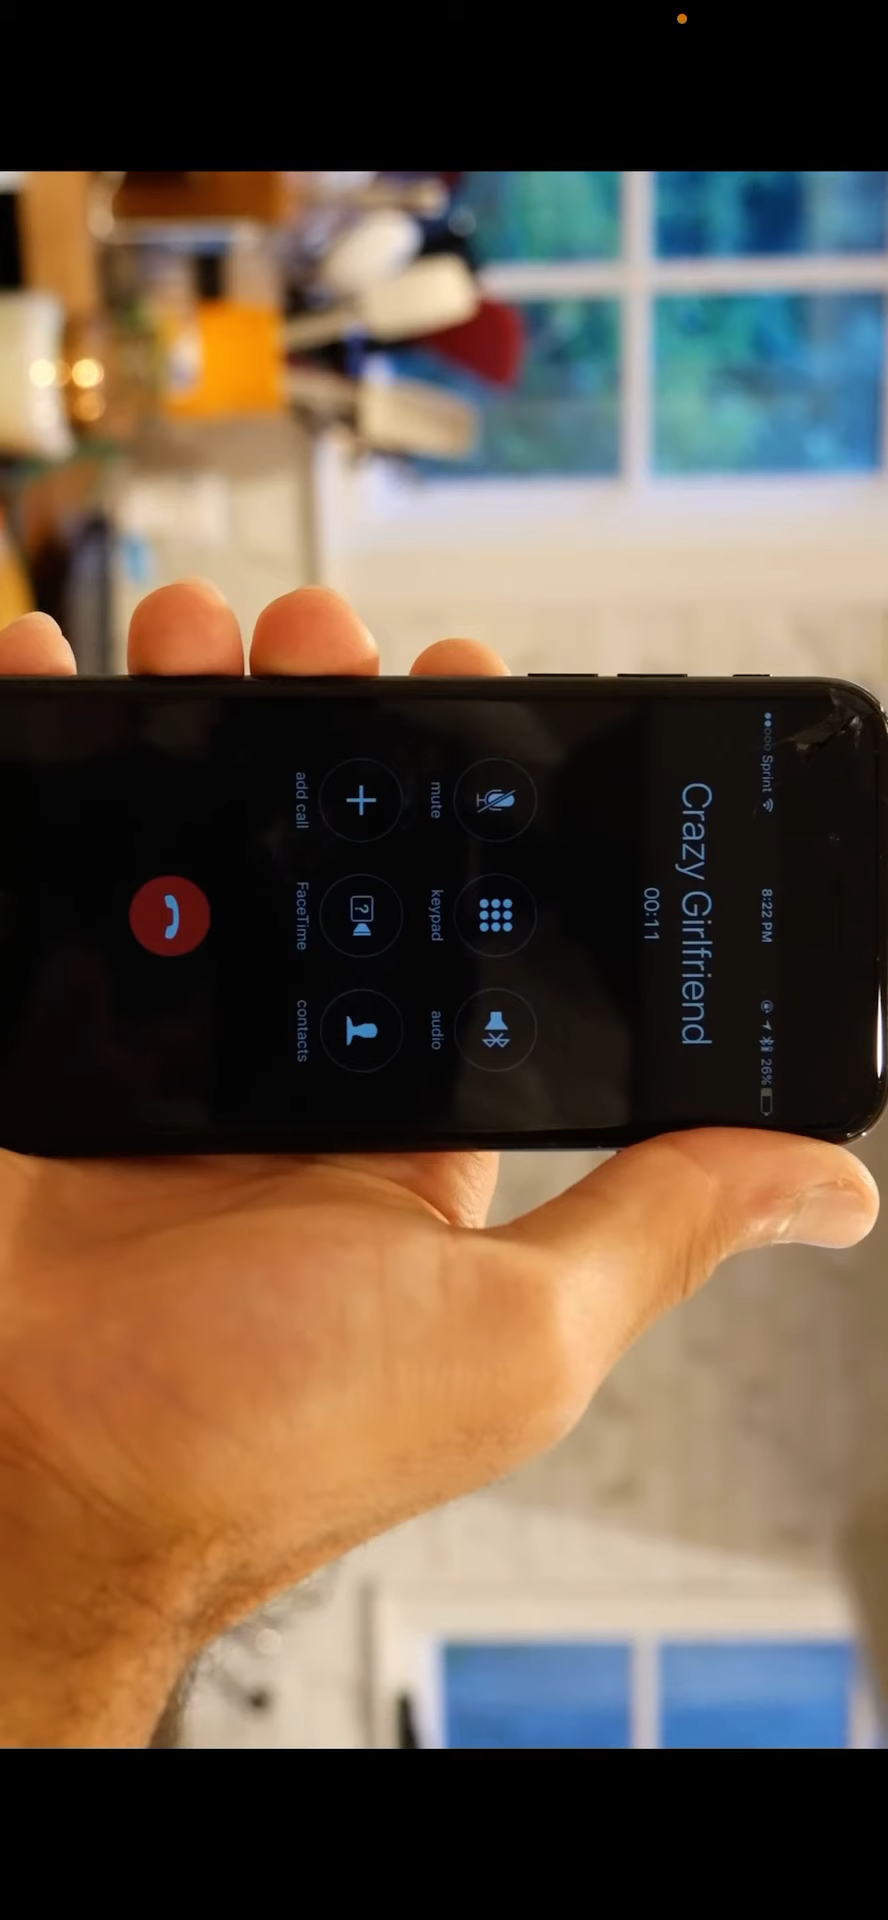 Sprint 8:22 PM 26%
Crazy Girlfriend
00:11
mute keypad audio
add call FaceTime contacts